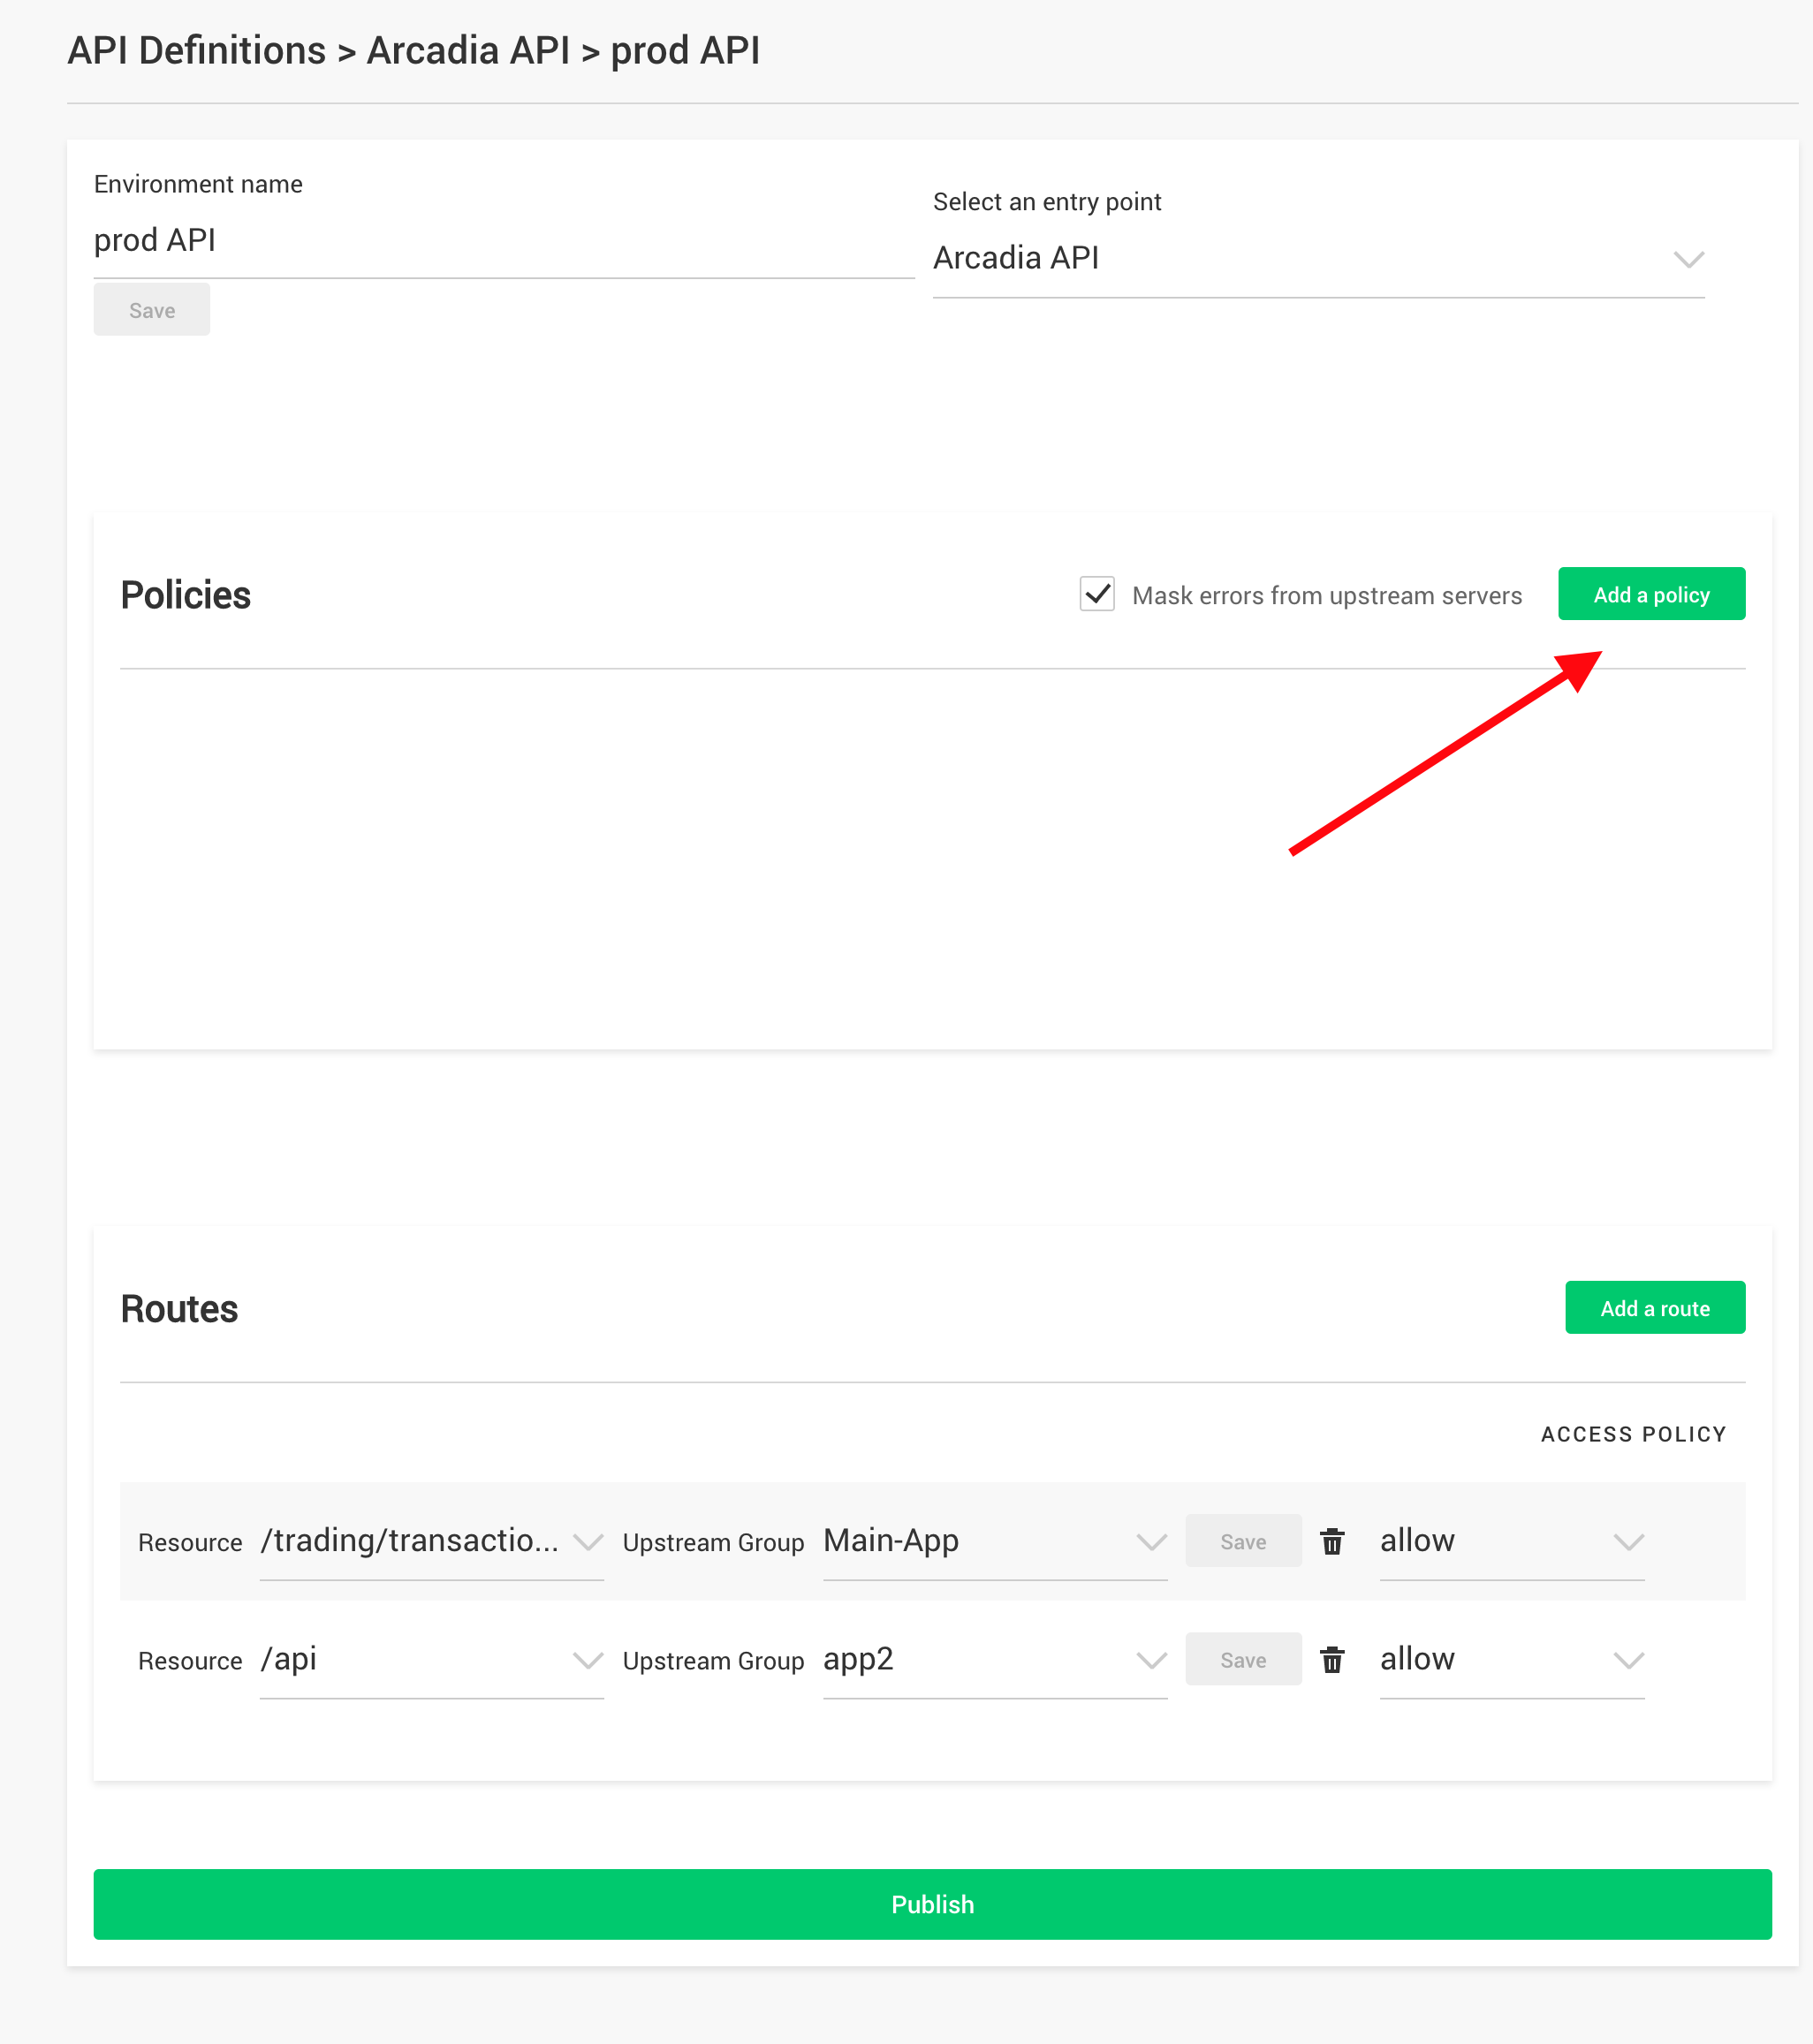 API Definitions > Arcadia API > prod API
Environment name
prod API
Save
Select an entry point
Arcadia API
Policies
Mask errors from upstream servers
Add a policy
Routes
Add a route
ACCESS POLICY
Resource /trading/transactio... Upstream Group Main-App Save allow
Resource /api Upstream Group app2 Save allow
Publish